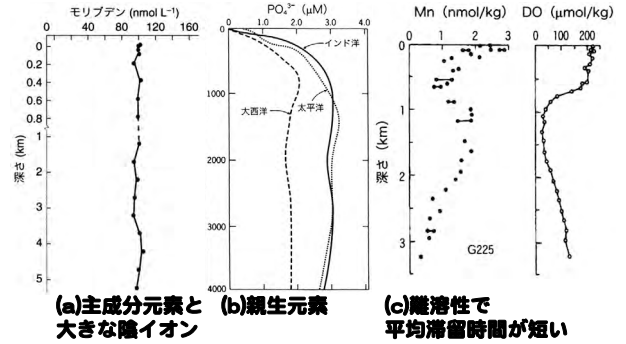 モリブデン (nmol L⁻¹)
0 50 100 150
0
0.2
0.4
0.6
0.8
1
2
3
4
5
深さ (km)
(a)主成分元素と
大きな陰イオン
PO₄³⁻ (μM)
0 1.0 2.0 3.0 4.0
0
1000
2000
3000
4000
インド洋
太平洋
大西洋
(b)親生元素
Mn (nmol/kg)
0 1 2 3
DO (μmol/kg)
0 100 200
0
1
2
3
深さ (km)
G225
(c)難溶性で
平均滞留時間が短い